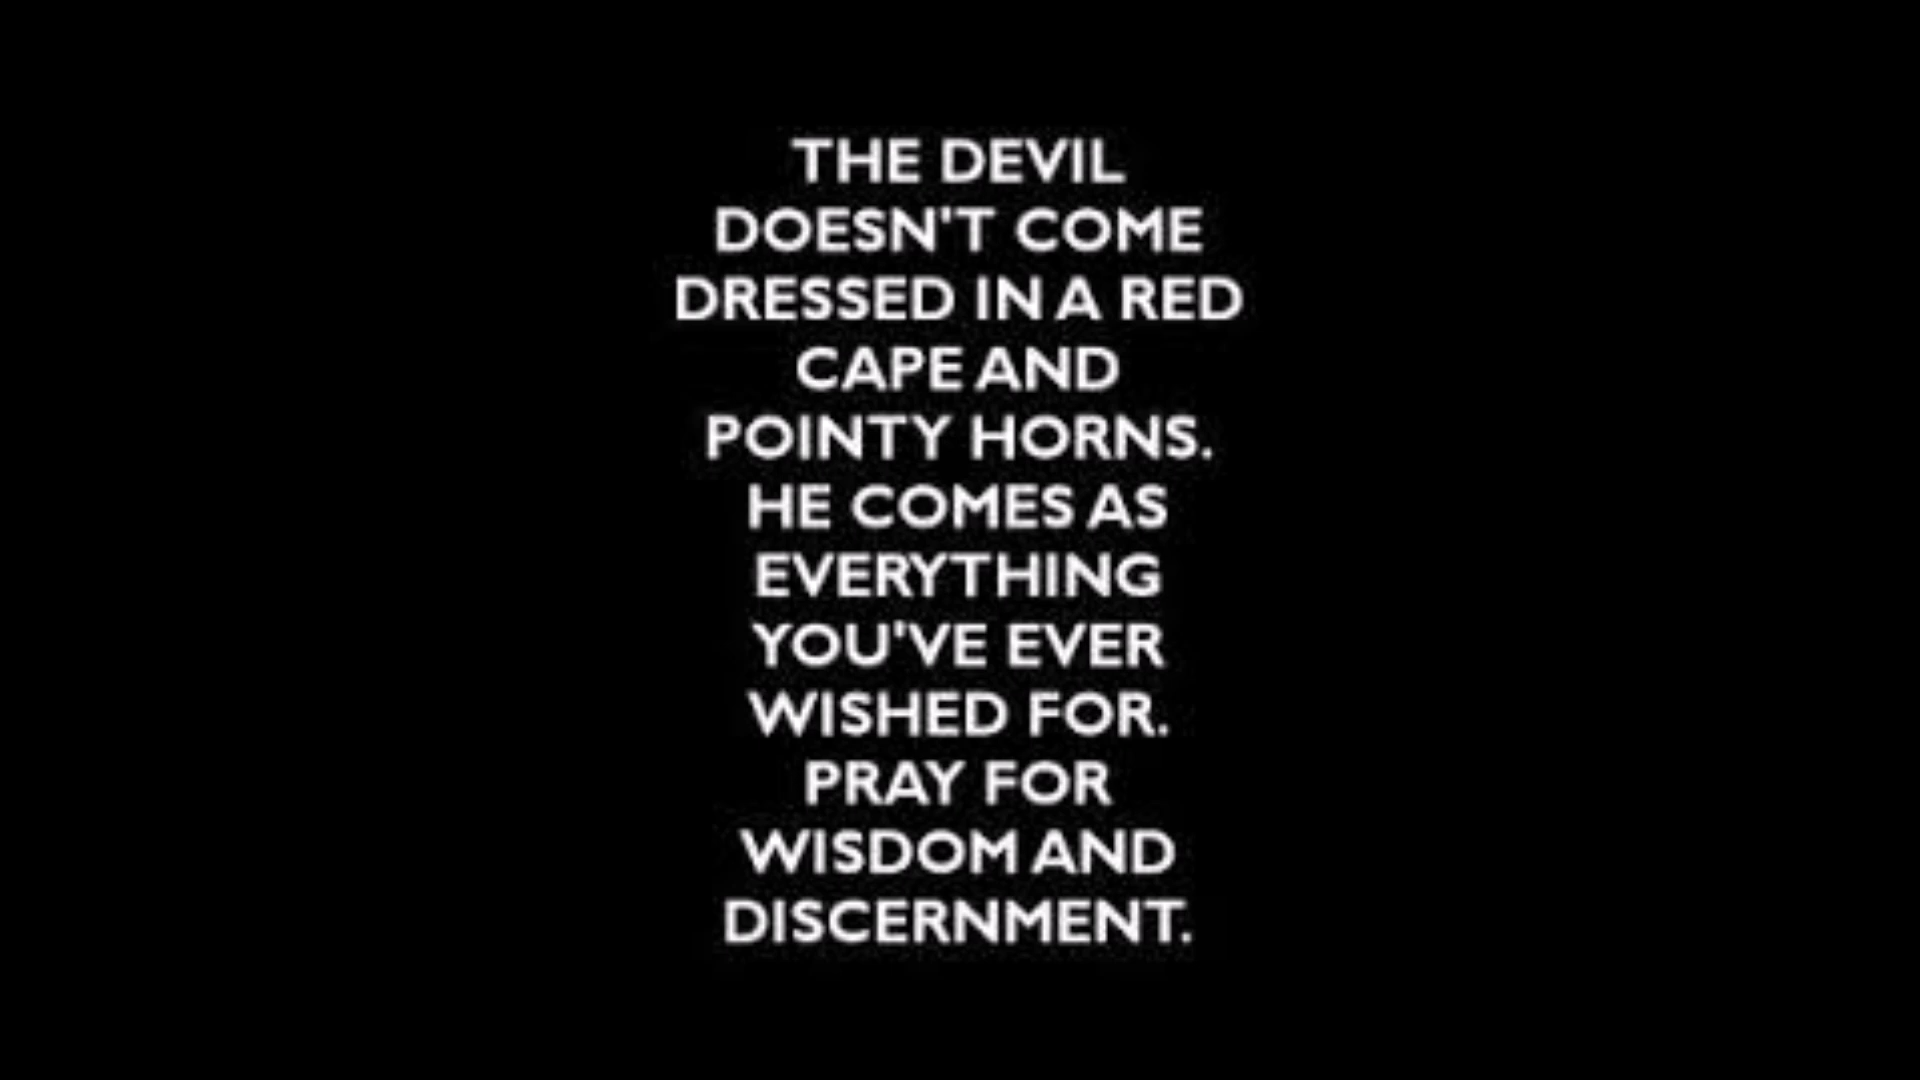 THE DEVIL
DOESN'T COME
DRESSED IN A RED
CAPE AND
POINTY HORNS.
HE COMES AS
EVERYTHING
YOU'VE EVER
WISHED FOR.
PRAY FOR
WISDOM AND
DISCERNMENT.